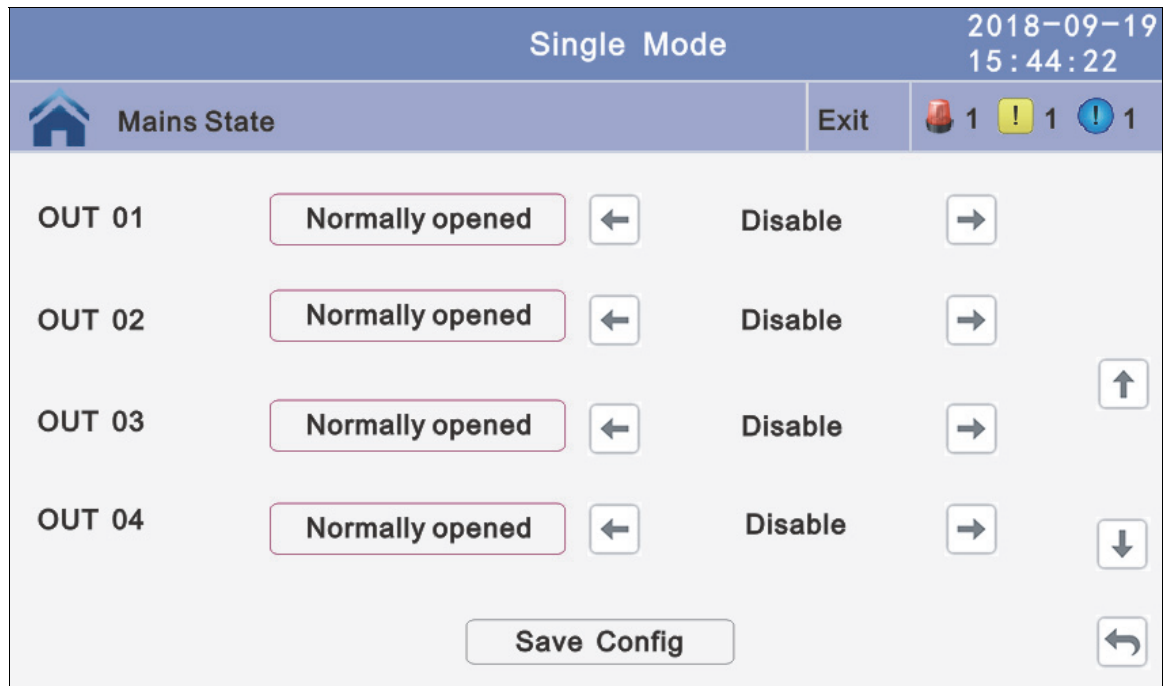 Single Mode
2018-09-19
15:44:22
Mains State
Exit
1
! 1
! 1
OUT 01 Normally opened Disable
OUT 02 Normally opened Disable
OUT 03 Normally opened Disable
OUT 04 Normally opened Disable
Save Config